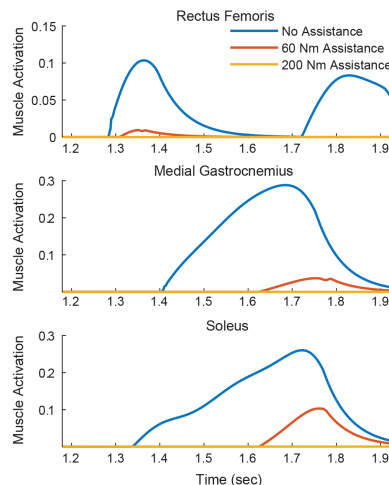 Rectus Femoris
No Assistance
60 Nm Assistance
200 Nm Assistance
Muscle Activation
0.15
0.1
0.05
0
1.2 1.3 1.4 1.5 1.6 1.7 1.8 1.9
Medial Gastrocnemius
Muscle Activation
0.3
0.2
0.1
1.2 1.3 1.4 1.5 1.6 1.7 1.8 1.9
Soleus
Muscle Activation
0.3
0.2
0.1
1.2 1.3 1.4 1.5 1.6 1.7 1.8 1.9
Time (sec)